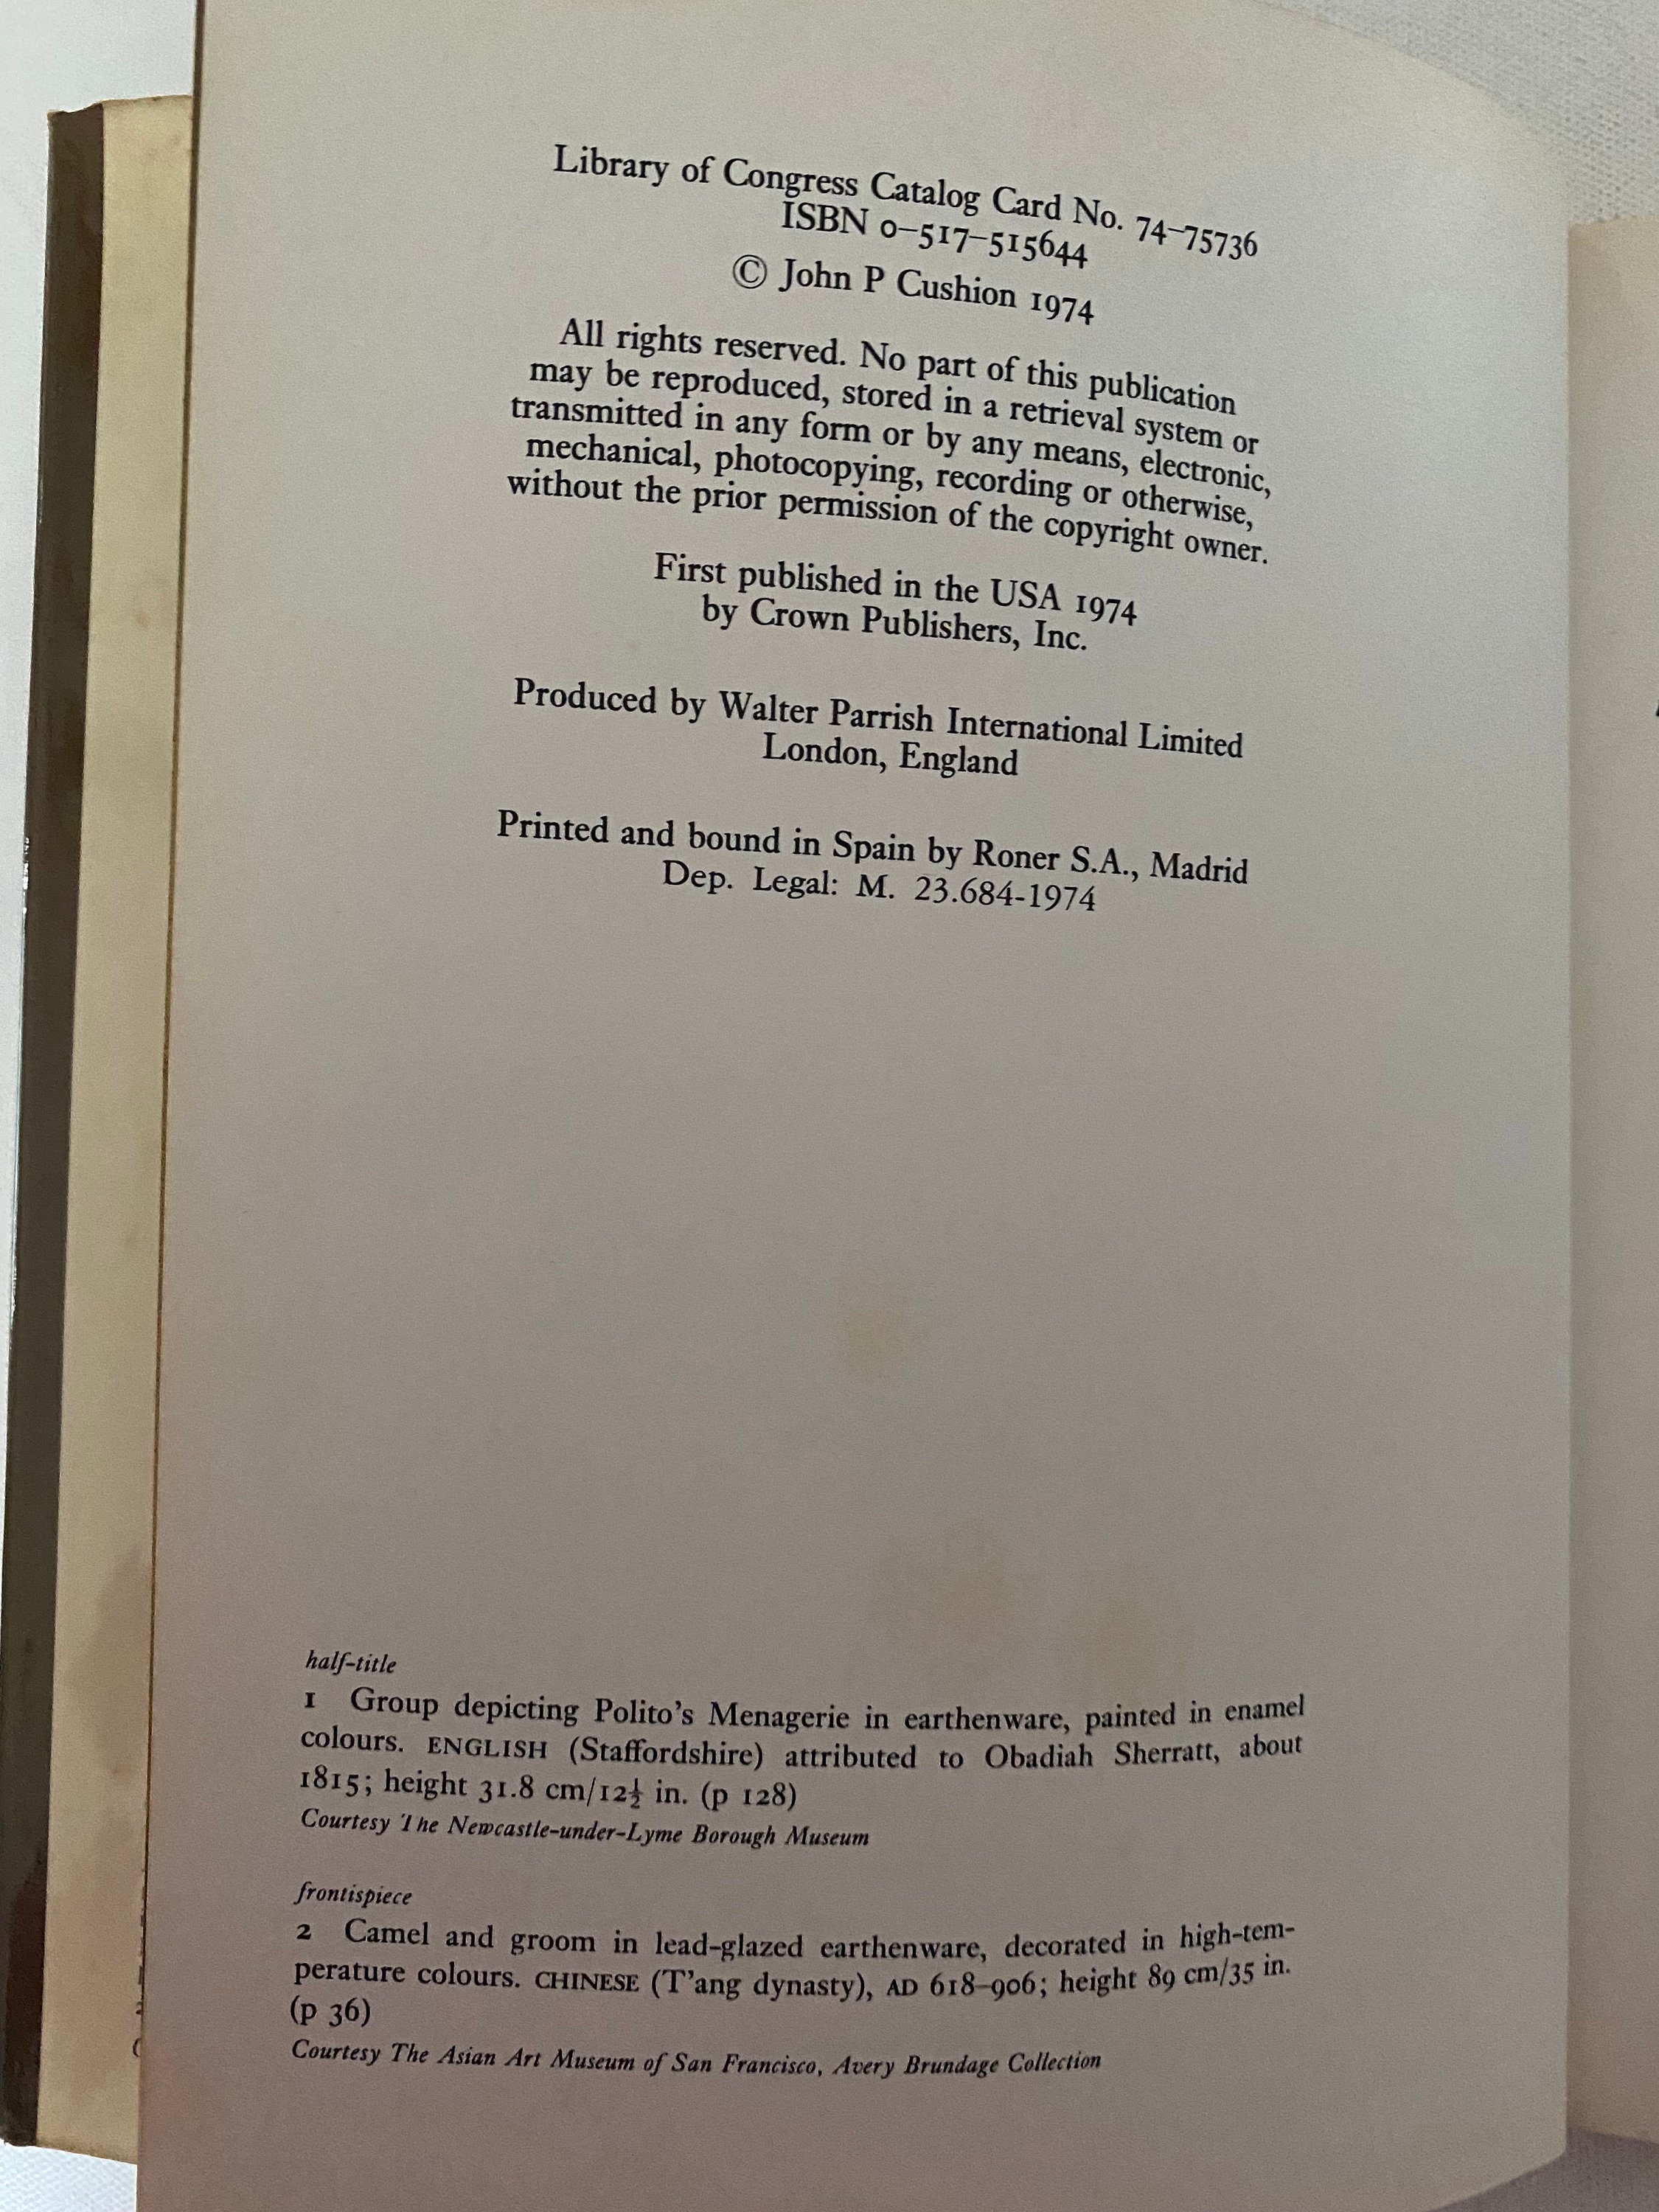 Library of Congress Catalog Card No. 74–75736
ISBN 0–517–515644
© John P Cushion 1974
All rights reserved. No part of this publication
may be reproduced, stored in a retrieval system or
transmitted in any form or by any means, electronic,
mechanical, photocopying, recording or otherwise,
without the prior permission of the copyright owner.
First published in the USA 1974
by Crown Publishers, Inc.
Produced by Walter Parrish International Limited
London, England
Printed and bound in Spain by Roner S.A., Madrid
Dep. Legal: M. 23.684-1974
half-title
1 Group depicting Polito’s Menagerie in earthenware, painted in enamel
colours. ENGLISH (Staffordshire) attributed to Obadiah Sherratt, about
1815; height 31.8 cm/12½ in. (p 128)
Courtesy The Newcastle-under-Lyme Borough Museum
frontispiece
2 Camel and groom in lead-glazed earthenware, decorated in high-tem-
perature colours. CHINESE (T’ang dynasty), AD 618–906; height 89 cm/35 in.
(p 36)
Courtesy The Asian Art Museum of San Francisco, Avery Brundage Collection